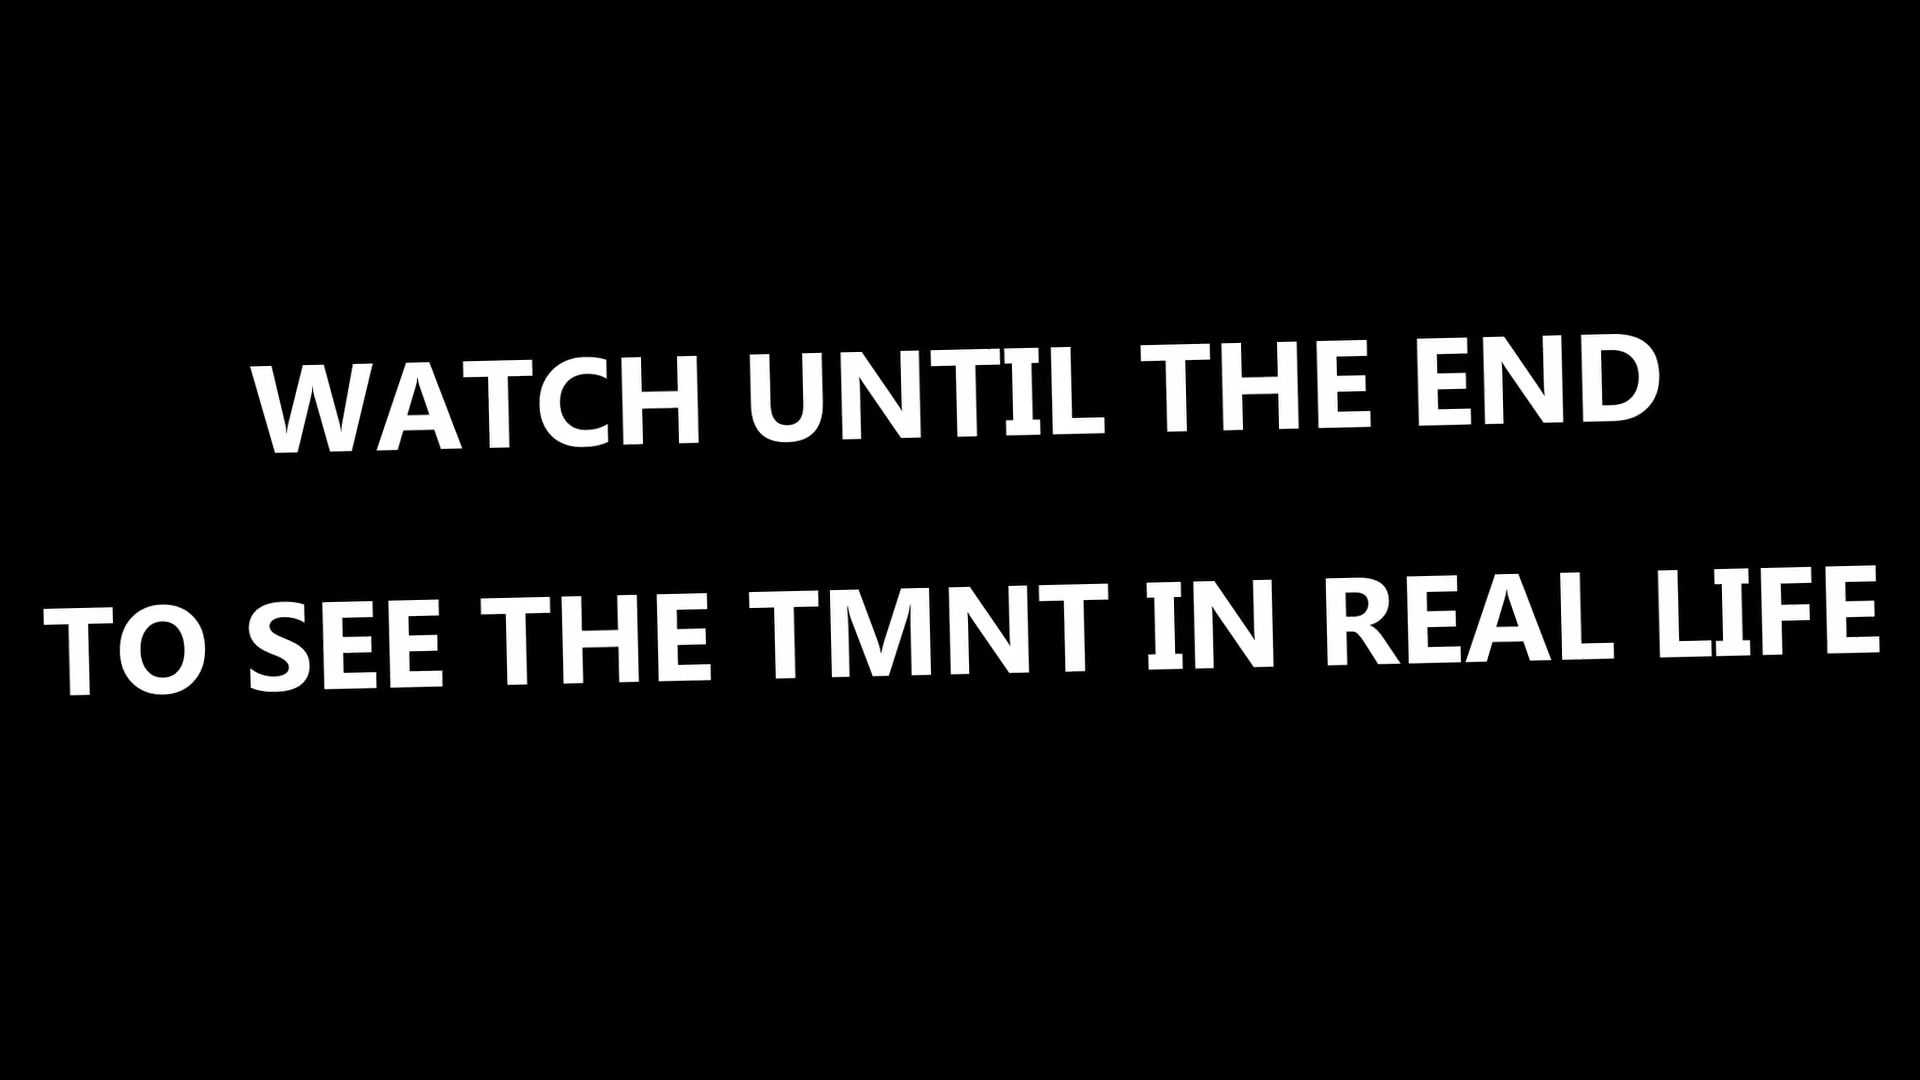 WATCH UNTIL THE END
TO SEE THE TMNT IN REAL LIFE